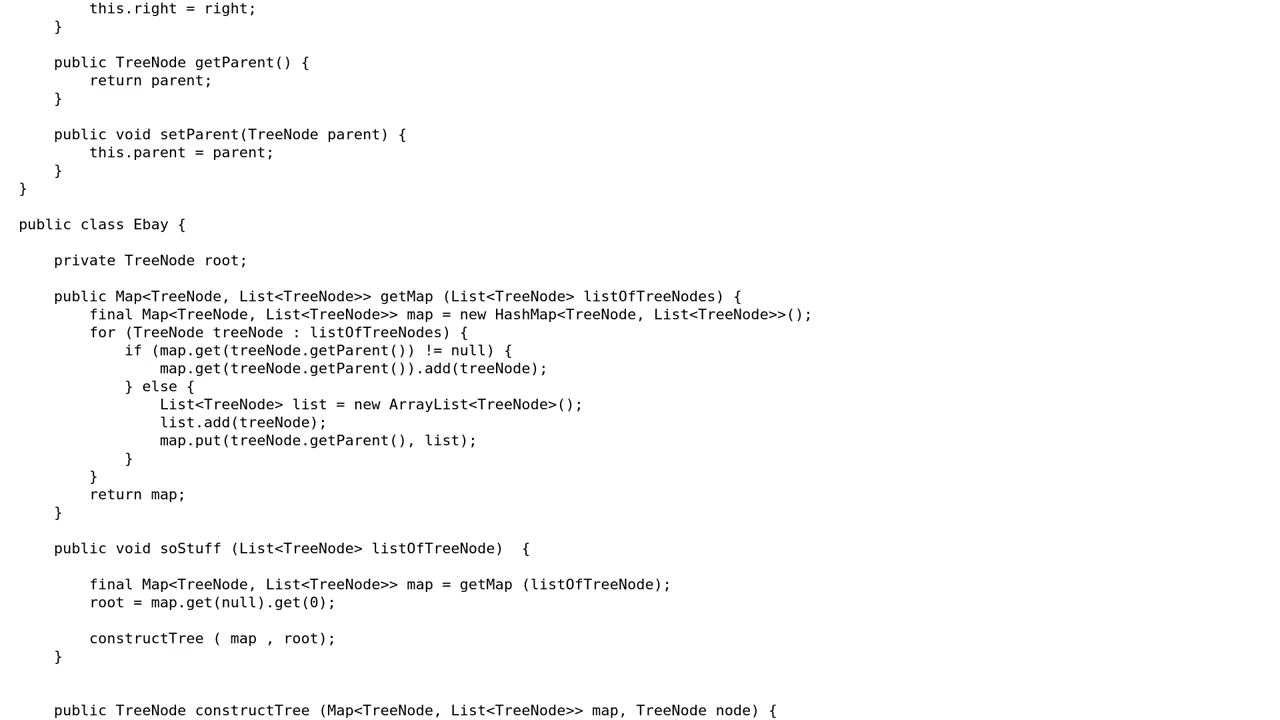 this.right = right;
    }

    public TreeNode getParent() {
        return parent;
    }

    public void setParent(TreeNode parent) {
        this.parent = parent;
    }
}

public class Ebay {

    private TreeNode root;

    public Map<TreeNode, List<TreeNode>> getMap (List<TreeNode> listOfTreeNodes) {
        final Map<TreeNode, List<TreeNode>> map = new HashMap<TreeNode, List<TreeNode>>();
        for (TreeNode treeNode : listOfTreeNodes) {
            if (map.get(treeNode.getParent()) != null) {
                map.get(treeNode.getParent()).add(treeNode);
            } else {
                List<TreeNode> list = new ArrayList<TreeNode>();
                list.add(treeNode);
                map.put(treeNode.getParent(), list);
            }
        }
        return map;
    }

    public void soStuff (List<TreeNode> listOfTreeNode)  {

        final Map<TreeNode, List<TreeNode>> map = getMap (listOfTreeNode);
        root = map.get(null).get(0);

        constructTree ( map , root);
    }


    public TreeNode constructTree (Map<TreeNode, List<TreeNode>> map, TreeNode node) {